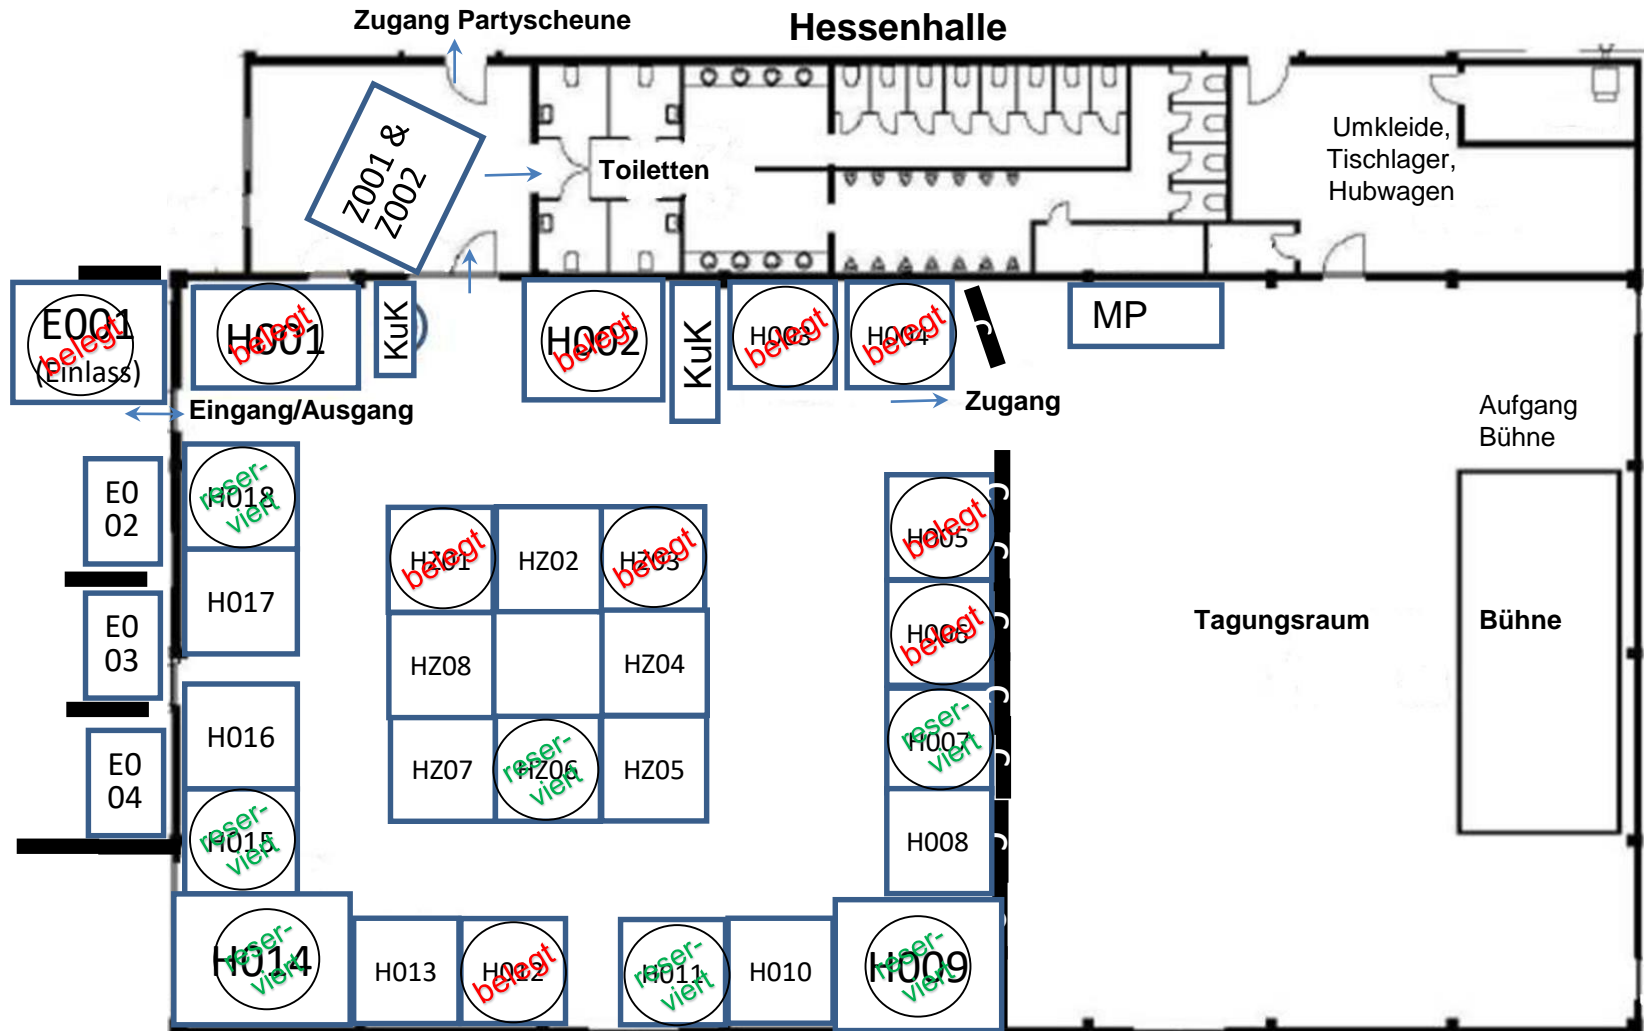 Zugang Partyscheune
Hessenhalle
Z001 &
Z002
Toiletten
Umkleide,
Tischlager,
Hubwagen
E001
belegt
(Einlass)
H001
belegt
KuK
H002
belegt
KuK
H003
belegt
H004
belegt
MP
Eingang/Ausgang
Zugang
Aufgang
Bühne
E0
02
H018
reser-
viert
H017
E0
03
H016
E0
04
H015
reser-
viert
HZ01
belegt
HZ02
HZ03
belegt
HZ08
HZ04
HZ07
HZ06
reser-
viert
HZ05
H005
belegt
H006
belegt
H007
reser-
viert
H008
Tagungsraum
Bühne
H014
reser-
viert
H013
H012
belegt
H011
reser-
viert
H010
H009
reser-
viert